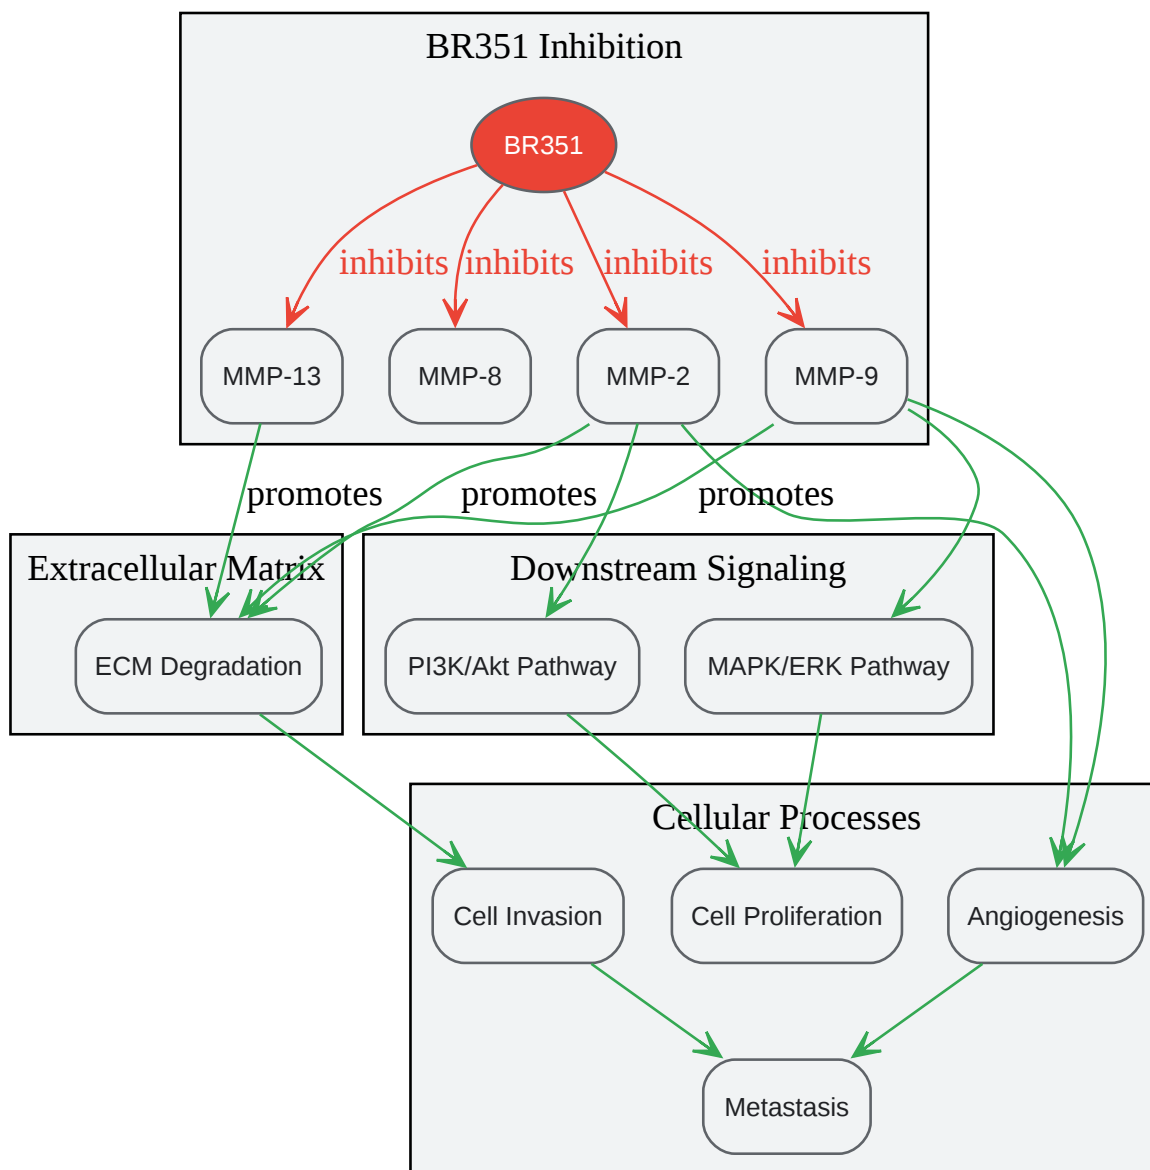 BR351 Inhibition
BR351
inhibits
inhibits
inhibits
inhibits
MMP-13
MMP-8
MMP-2
MMP-9
promotes
promotes
promotes
Extracellular Matrix
Downstream Signaling
ECM Degradation
PI3K/Akt Pathway
MAPK/ERK Pathway
Cellular Processes
Cell Invasion
Cell Proliferation
Angiogenesis
Metastasis